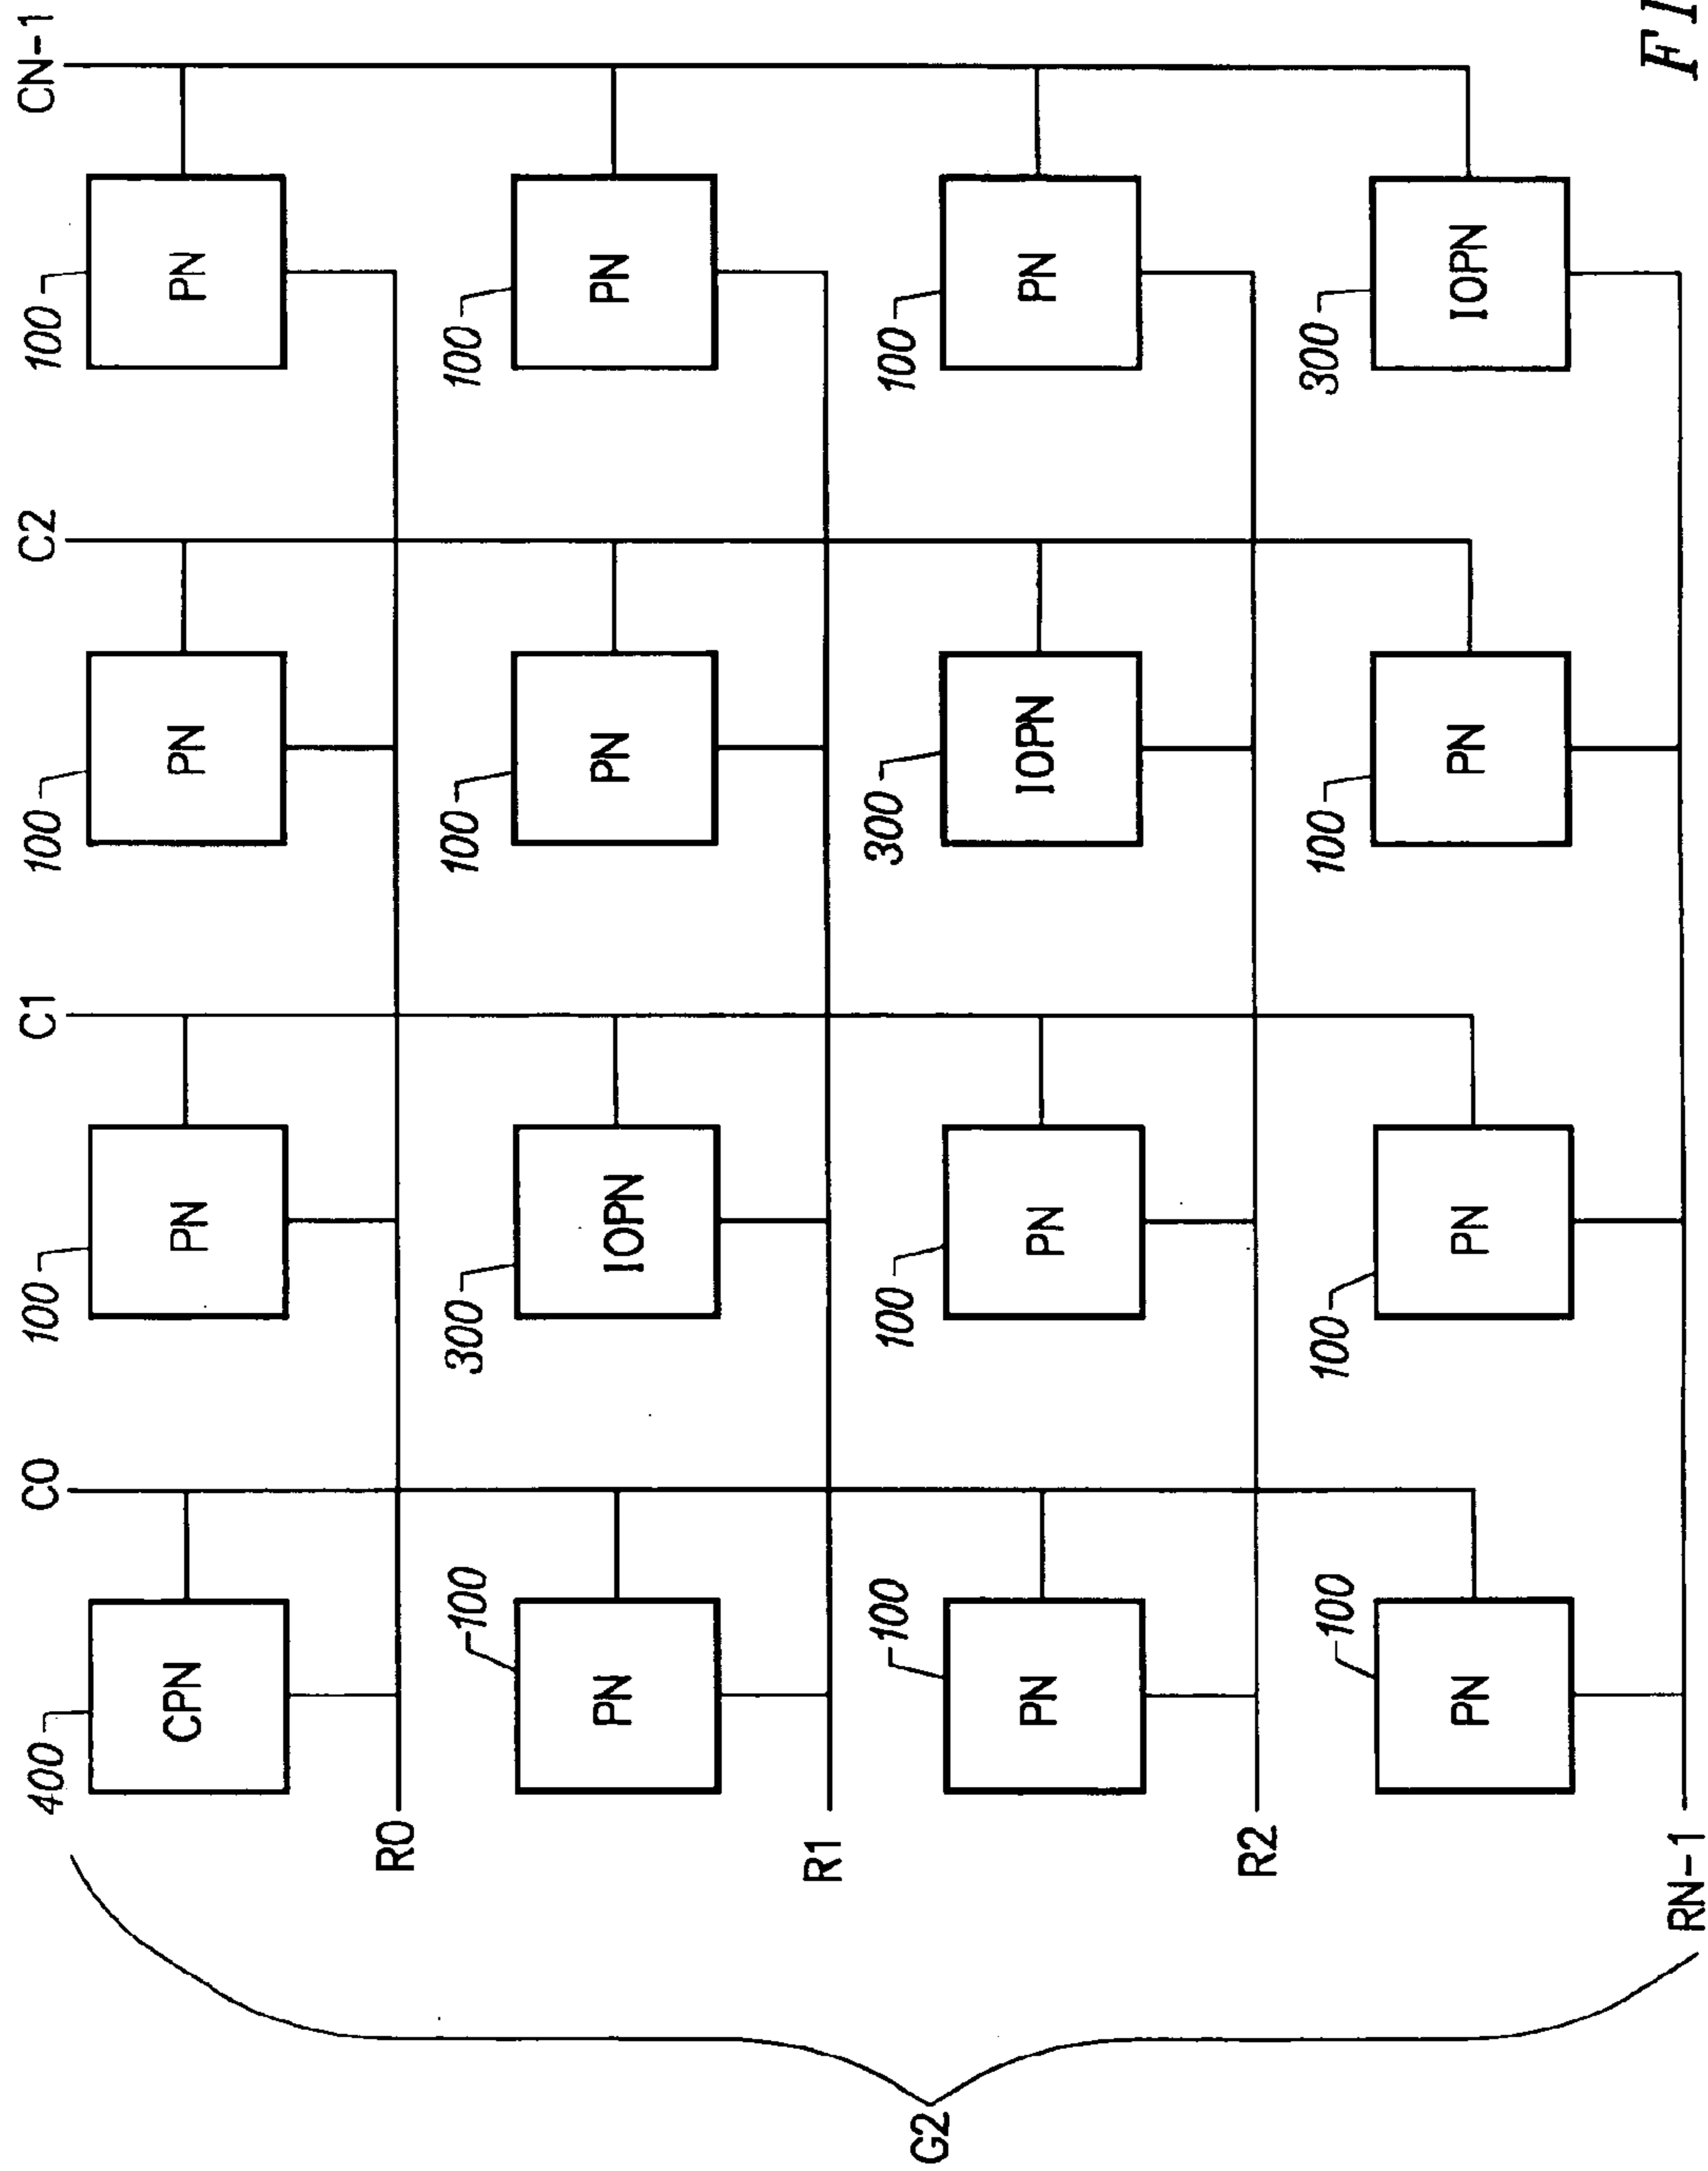 C0 C1 C2 CN-1
400 100 100 100
CPN PN PN PN
R0
100 300 100 100
PN IOPN PN PN
R1
G2
100 100 300 100
PN PN IOPN PN
R2
100 100 100 300
PN PN PN IOPN
RN-1